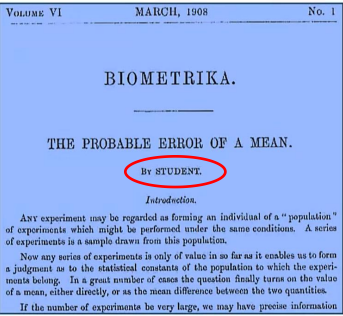 VOLUME VI MARCH, 1908 No. 1
BIOMETRIKA.
THE PROBABLE ERROR OF A MEAN.
BY STUDENT.
Introduction.
ANY experiment may be regarded as forming an individual of a "population"
of experiments which might be performed under the same conditions. A series
of experiments is a sample drawn from this population.
Now any series of experiments is only of value in so far as it enables us to form
a judgment as to the statistical constants of the population to which the experi-
ments belong. In a great number of cases the question finally turns on the value
of a mean, either directly, or as the mean difference between the two quantities.
If the number of experiments be very large, we may have precise information